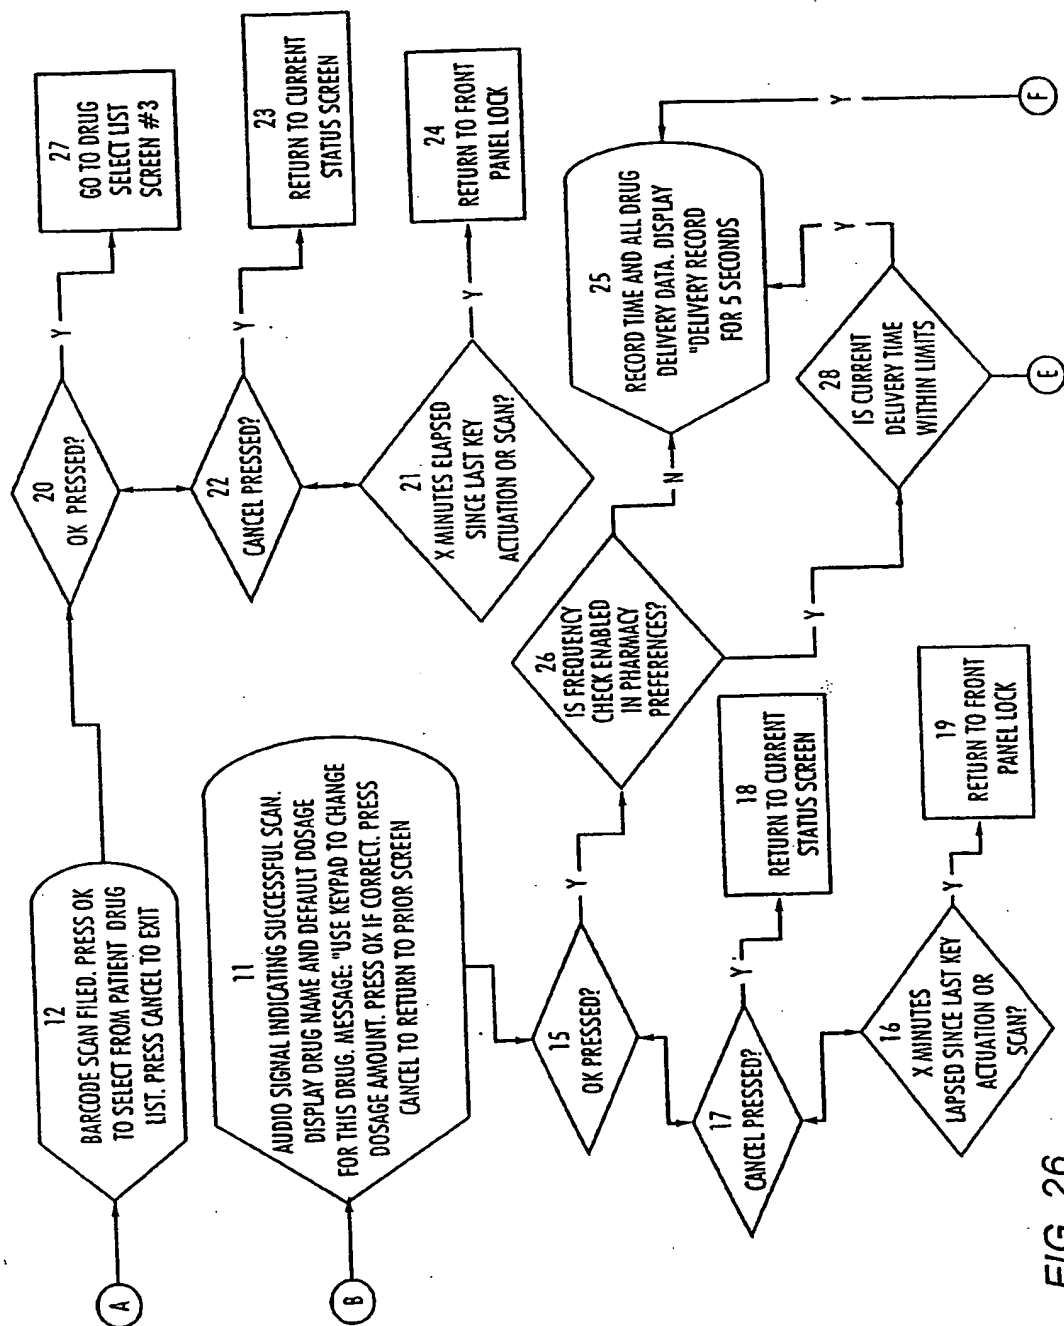 A
12
BARCODE SCAN FILED. PRESS OK
TO SELECT FROM PATIENT DRUG
LIST. PRESS CANCEL TO EXIT
20
OK PRESSED?
Y
27
GO TO DRUG
SELECT LIST
SCREEN #3
22
CANCEL PRESSED?
Y
23
RETURN TO CURRENT
STATUS SCREEN
21
X MINUTES ELAPSED
SINCE LAST KEY
ACTUATION OR SCAN?
Y
24
RETURN TO FRONT
PANEL LOCK
B
11
AUDIO SIGNAL INDICATING SUCCESSFUL SCAN.
DISPLAY DRUG NAME AND DEFAULT DOSAGE
FOR THIS DRUG. MESSAGE: "USE KEYPAD TO CHANGE
DOSAGE AMOUNT. PRESS OK IF CORRECT. PRESS
CANCEL TO RETURN TO PRIOR SCREEN
15
OK PRESSED?
Y
26
IS FREQUENCY
CHECK ENABLED
IN PHARMACY
PREFERENCES?
N
Y
25
RECORD TIME AND ALL DRUG
DELIVERY DATA. DISPLAY
"DELIVERY RECORD
FOR 5 SECONDS
Y
F
28
IS CURRENT
DELIVERY TIME
WITHIN LIMITS
Y
E
17
CANCEL PRESSED?
Y
18
RETURN TO CURRENT
STATUS SCREEN
16
X MINUTES
LAPSED SINCE LAST KEY
ACTUATION OR
SCAN?
Y
19
RETURN TO FRONT
PANEL LOCK
FIG. 26